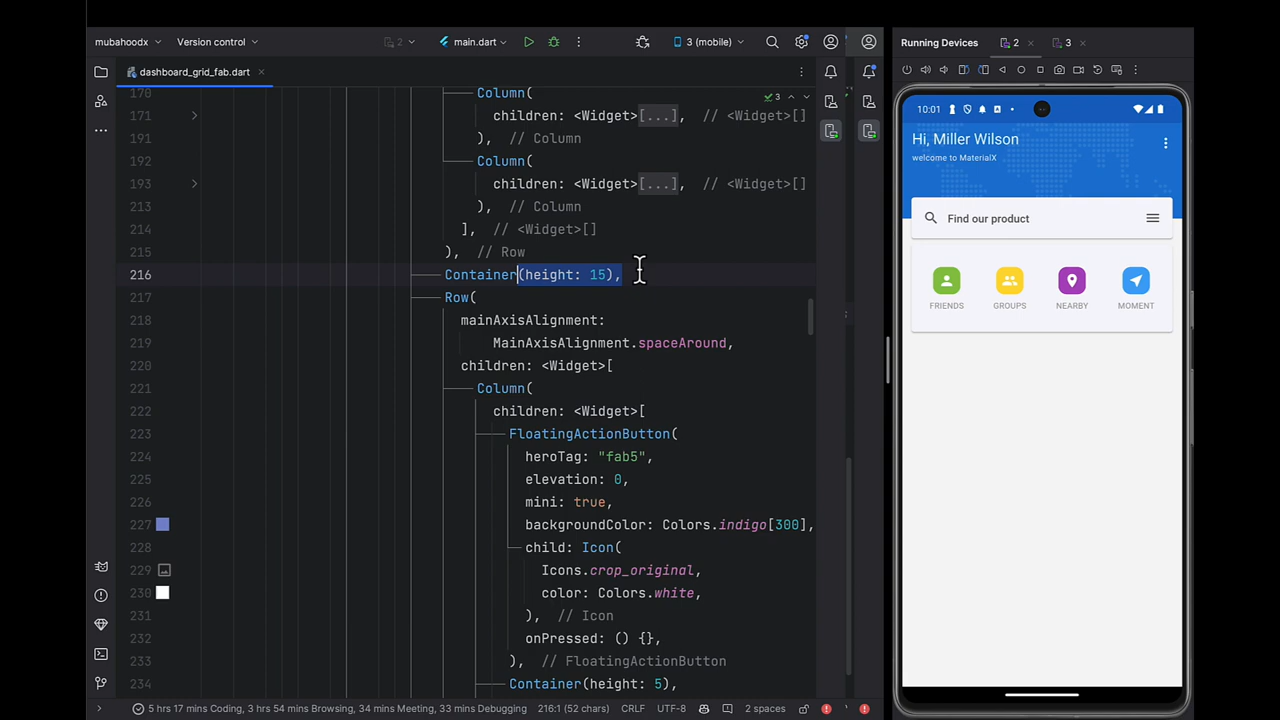 mubahoodx
Version control
2
main.dart
3 (mobile)
Running Devices
2
3
dashboard_grid_fab.dart
3
170 Column(
171 children: <Widget>[...], // <Widget>[]
191 ), // Column
192 Column(
193 children: <Widget>[...], // <Widget>[]
213 ), // Column
214 ], // <Widget>[]
215 ), // Row
216 Container(height: 15),
217 Row(
218 mainAxisAlignment:
219 MainAxisAlignment.spaceAround,
220 children: <Widget>[
221 Column(
222 children: <Widget>[
223 FloatingActionButton(
224 heroTag: "fab5",
225 elevation: 0,
226 mini: true,
227 backgroundColor: Colors.indigo[300],
228 child: Icon(
229 Icons.crop_original,
230 color: Colors.white,
231 ), // Icon
232 onPressed: () {},
233 ), // FloatingActionButton
234 Container(height: 5),
5 hrs 17 mins Coding, 3 hrs 54 mins Browsing, 34 mins Meeting, 33 mins Debugging
216:1 (52 chars)
CRLF
UTF-8
2 spaces
10:01
Hi, Miller Wilson
welcome to MaterialX
Find our product
FRIENDS
GROUPS
NEARBY
MOMENT